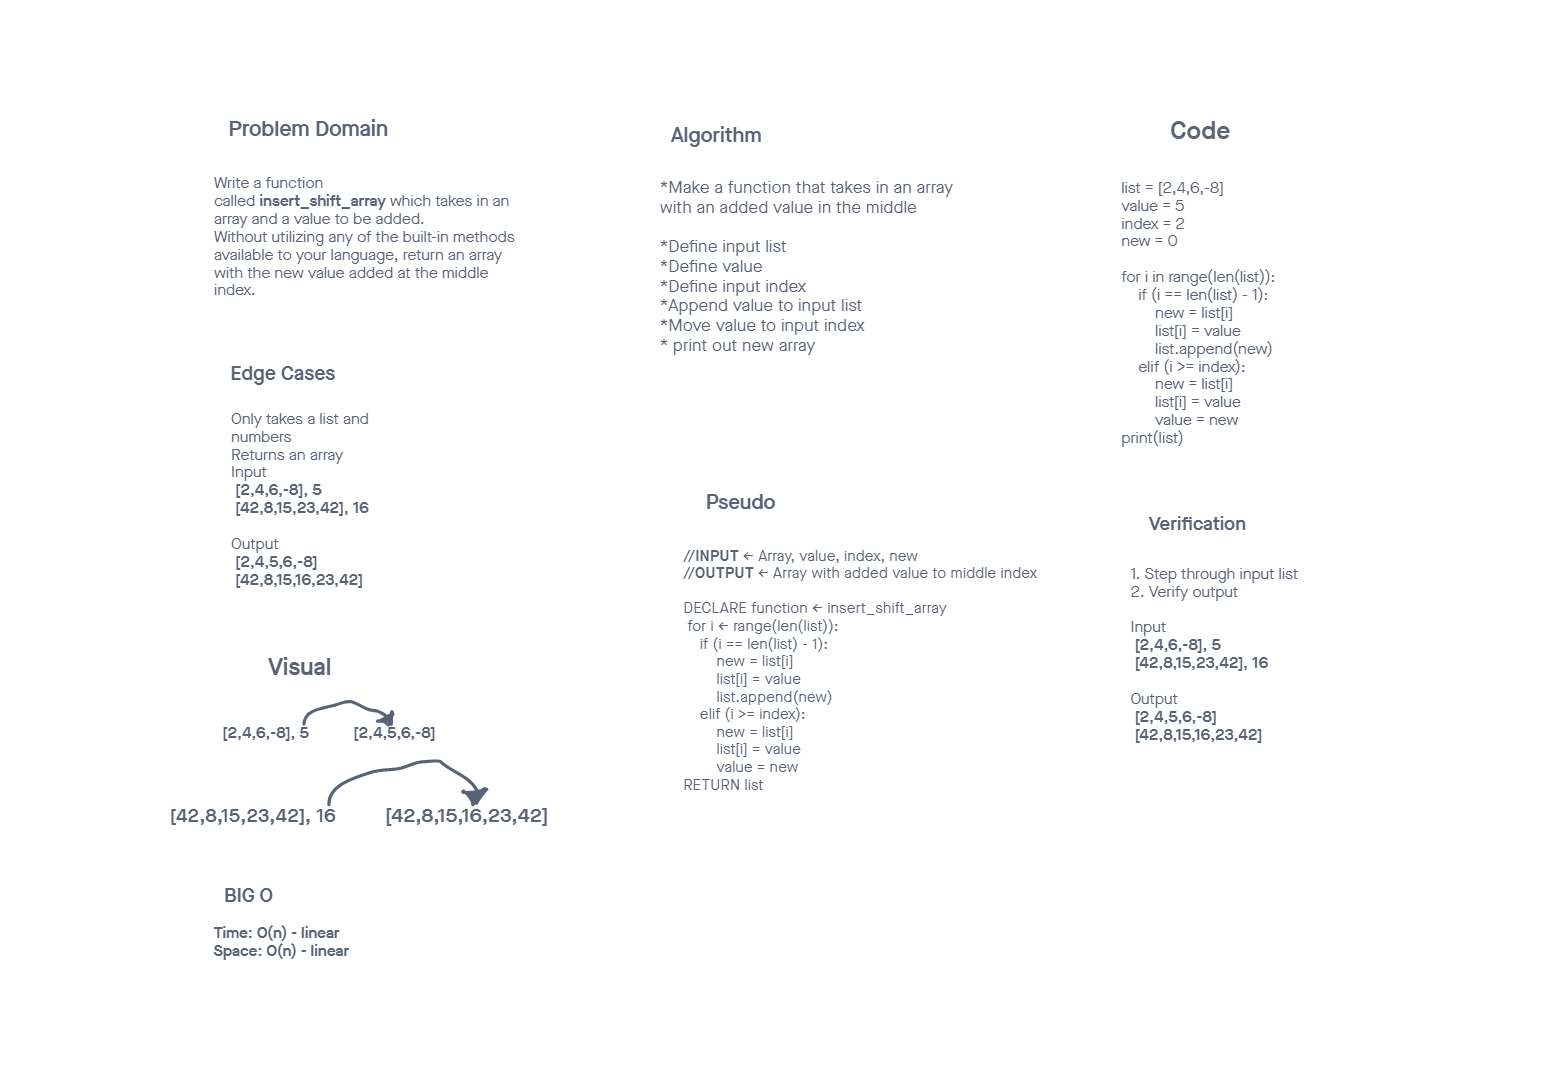 Problem Domain
Write a function
called insert_shift_array which takes in an
array and a value to be added.
Without utilizing any of the built-in methods
available to your language, return an array
with the new value added at the middle
index.
Edge Cases
Only takes a list and
numbers
Returns an array
Input
[2,4,6,-8], 5
[42,8,15,23,42], 16
Output
[2,4,5,6,-8]
[42,8,15,16,23,42]
Visual
[2,4,6,-8], 5 [2,4,5,6,-8]
[42,8,15,23,42], 16 [42,8,15,16,23,42]
BIG O
Time: O(n) - linear
Space: O(n) - linear
Algorithm
*Make a function that takes in an array
with an added value in the middle
*Define input list
*Define value
*Define input index
*Append value to input list
*Move value to input index
* print out new array
Pseudo
//INPUT ← Array, value, index, new
//OUTPUT ← Array with added value to middle index
DECLARE function ← insert_shift_array
for i ← range(len(list)):
if (i == len(list) - 1):
new = list[i]
list[i] = value
list.append(new)
elif (i >= index):
new = list[i]
list[i] = value
value = new
RETURN list
Code
list = [2,4,6,-8]
value = 5
index = 2
new = 0
for i in range(len(list)):
if (i == len(list) - 1):
new = list[i]
list[i] = value
list.append(new)
elif (i >= index):
new = list[i]
list[i] = value
value = new
print(list)
Verification
1. Step through input list
2. Verify output
Input
[2,4,6,-8], 5
[42,8,15,23,42], 16
Output
[2,4,5,6,-8]
[42,8,15,16,23,42]